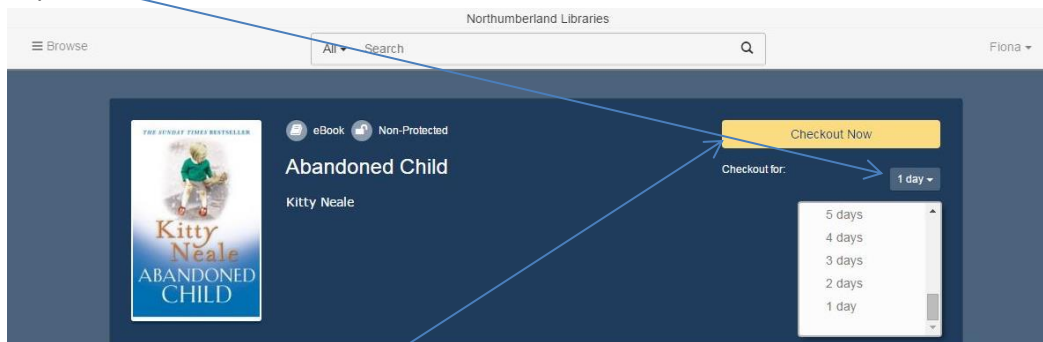 Northumberland Libraries
Browse
All
Search
Fiona
THE SUNDAY TIMES BESTSELLER
Kitty
Neale
ABANDONED
CHILD
eBook
Non-Protected
Abandoned Child
Kitty Neale
Checkout Now
Checkout for:
1 day
5 days
4 days
3 days
2 days
1 day